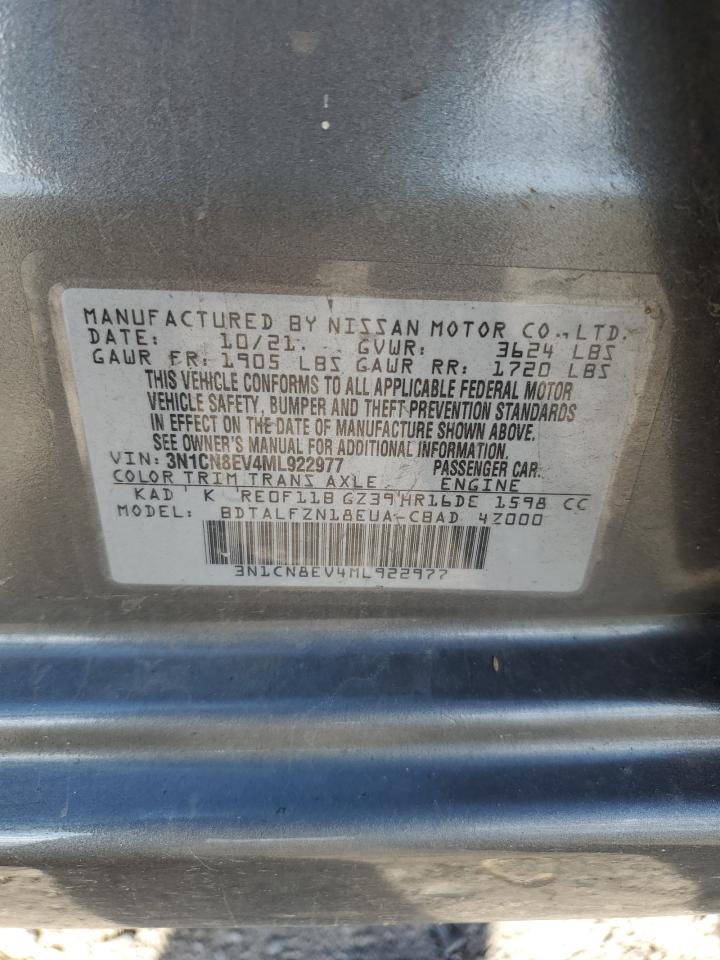 MANUFACTURED BY NISSAN MOTOR CO., LTD.
DATE: 10/21. GVWR: 3624 LBS
GAWR FR: 1905 LBS GAWR RR: 1720 LBS
THIS VEHICLE CONFORMS TO ALL APPLICABLE FEDERAL MOTOR
VEHICLE SAFETY, BUMPER AND THEFT PREVENTION STANDARDS
IN EFFECT ON THE DATE OF MANUFACTURE SHOWN ABOVE.
SEE OWNER'S MANUAL FOR ADDITIONAL INFORMATION.
VIN: 3N1CN8EV4ML922977 PASSENGER CAR
COLOR TRIM TRANS AXLE ENGINE
KAD K RE0F11B GZ39 HR16DE 1598 CC
MODEL: BDTALFZN18EUA-CBAD 4Z000
3N1CN8EV4ML922977